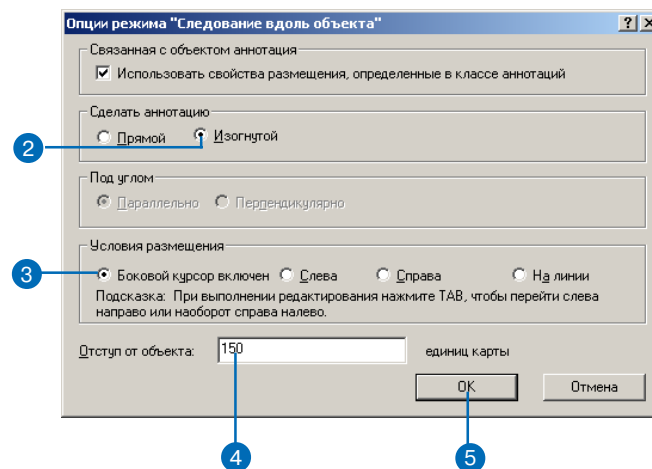 Опции режима "Следование вдоль объекта"
Связанная с объектом аннотация
Использовать свойства размещения, определенные в классе аннотаций
Сделать аннотацию
2 Прямой Изогнутой
Под углом
Параллельно Перпендикулярно
Условия размещения
3 Боковой курсор включен Слева Справа На линии
Подсказка: При выполнении редактирования нажмите TAB, чтобы перейти слева
направо или наоборот справа налево.
Отступ от объекта: 150 единиц карты
OK Отмена
4 5